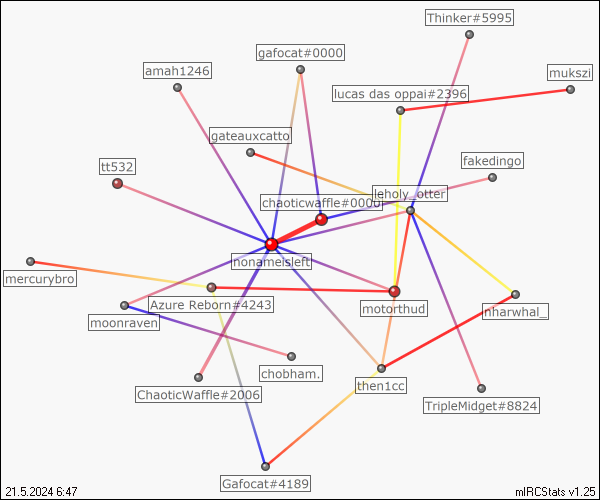 Thinker#5995
gafocat#0000
amah1246
mukszi
lucas das oppai#2396
gateauxcatto
fakedingo
tt532
leholy_otter
chaoticwaffle#0000
nonameisleft
mercurybro
Azure Reborn#4243
motorthud
nharwhal_.
moonraven
chobham.
then1cc
ChaoticWaffle#2006
TripleMidget#8824
Gafocat#4189
21.5.2024 6:47
mIRCStats v1.25